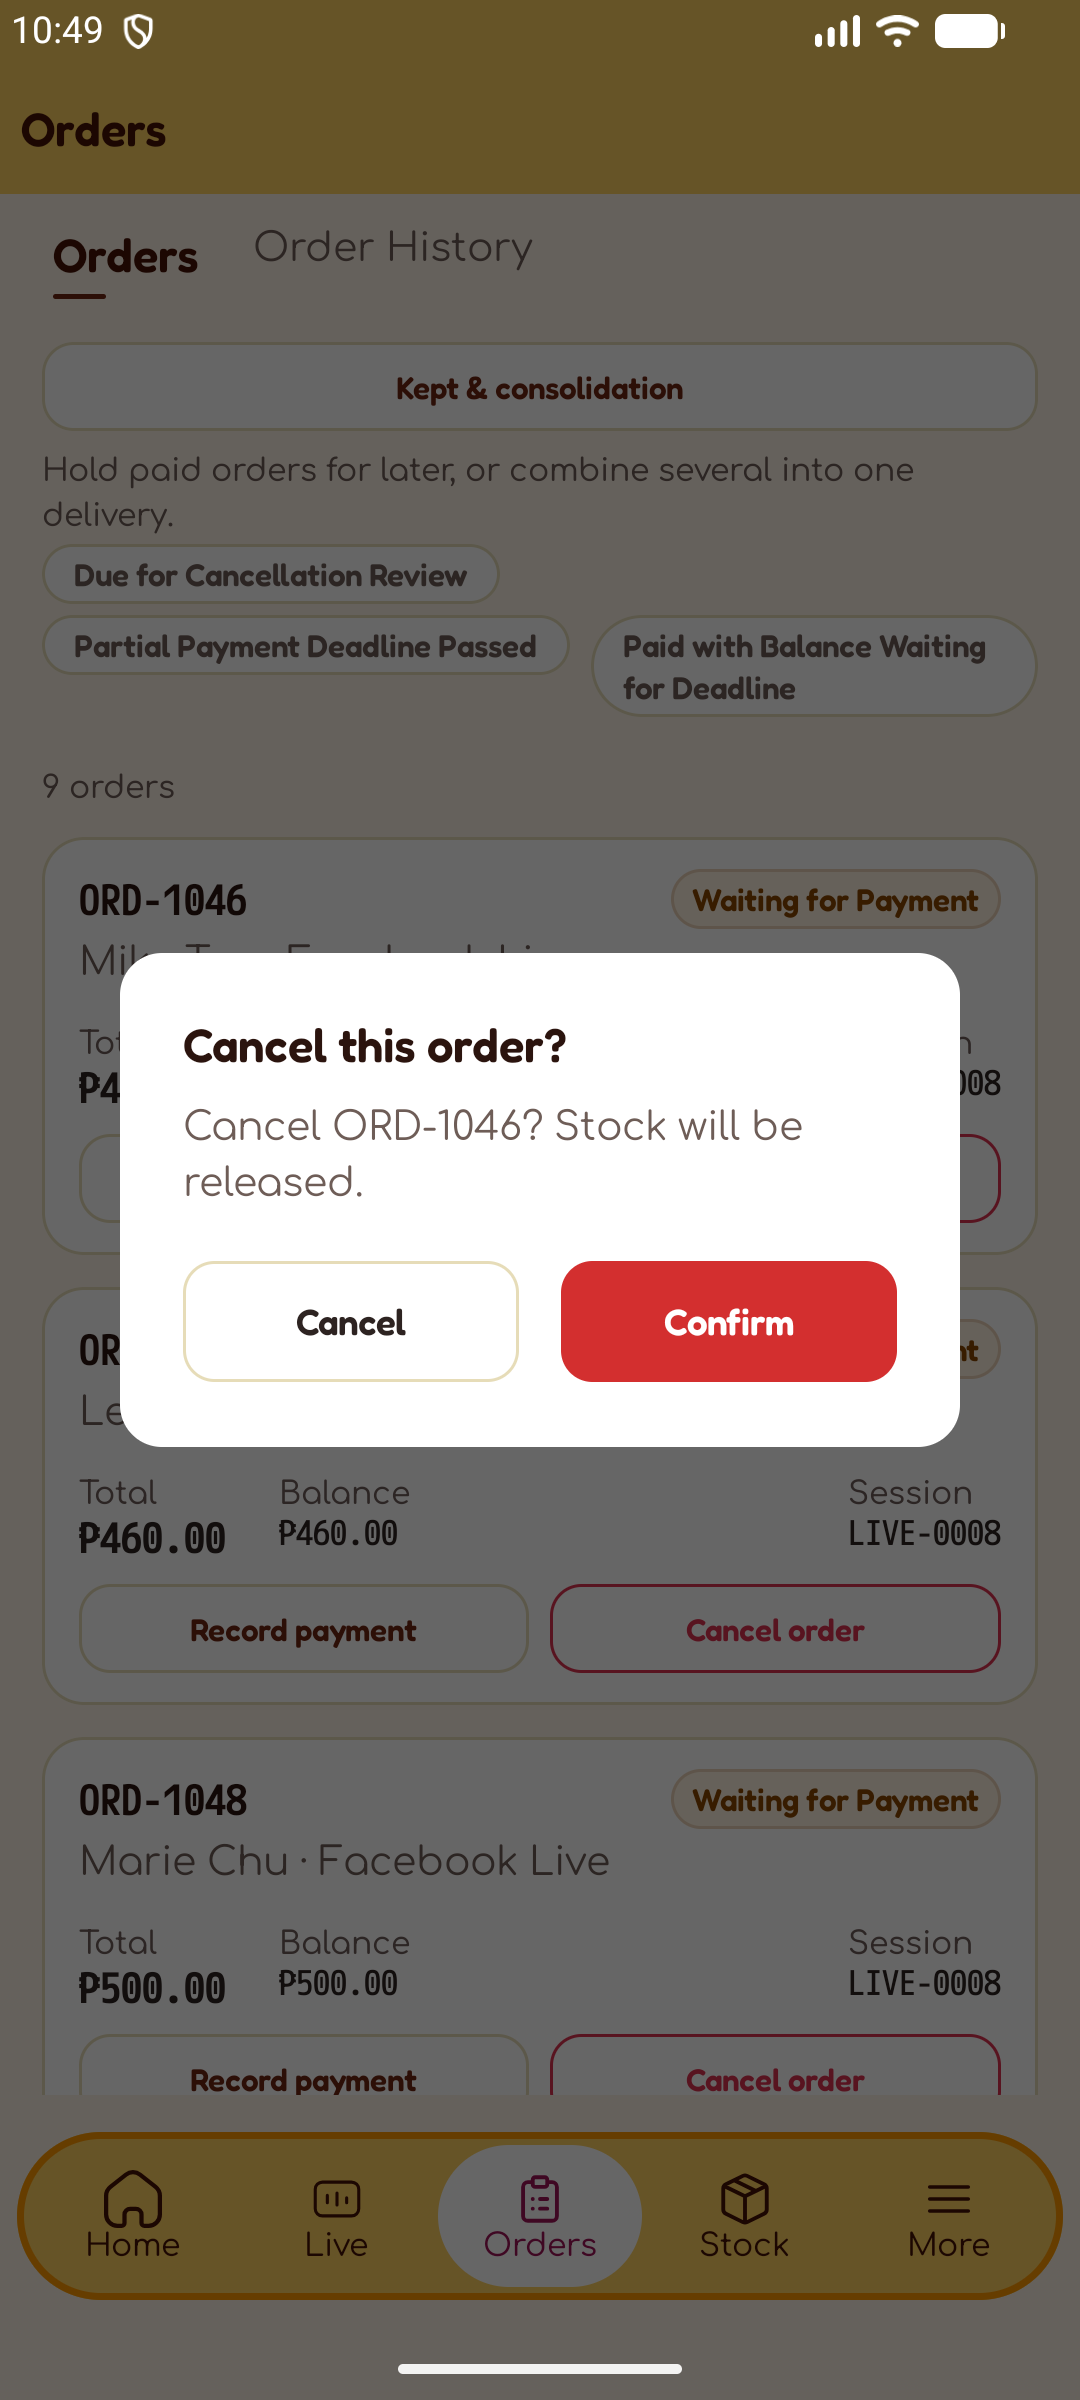 10:49
Orders
Orders
Order History
Kept & consolidation
Hold paid orders for later, or combine several into one
delivery.
Due for Cancellation Review
Partial Payment Deadline Passed
Paid with Balance Waiting
for Deadline
9 orders
ORD-1046
Waiting for Payment
Cancel this order?
Cancel ORD-1046? Stock will be
released.
Cancel
Confirm
Total
Balance
Session
₱460.00
₱460.00
LIVE-0008
Record payment
Cancel order
ORD-1048
Waiting for Payment
Marie Chu · Facebook Live
Total
Balance
Session
₱500.00
₱500.00
LIVE-0008
Record payment
Cancel order
Home
Live
Orders
Stock
More